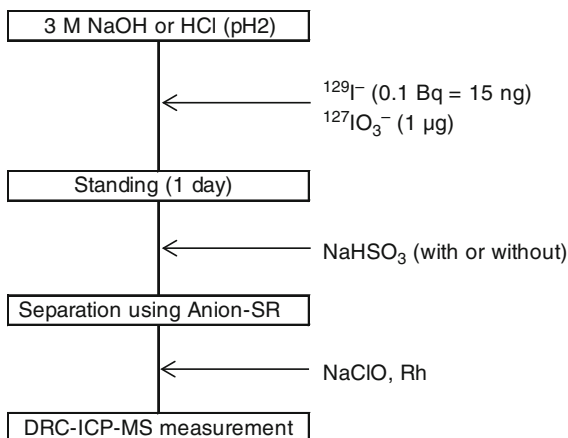 3 M NaOH or HCl (pH2)
¹²⁹I⁻ (0.1 Bq = 15 ng)
¹²⁷IO₃⁻ (1 µg)
Standing (1 day)
NaHSO₃ (with or without)
Separation using Anion-SR
NaClO, Rh
DRC-ICP-MS measurement